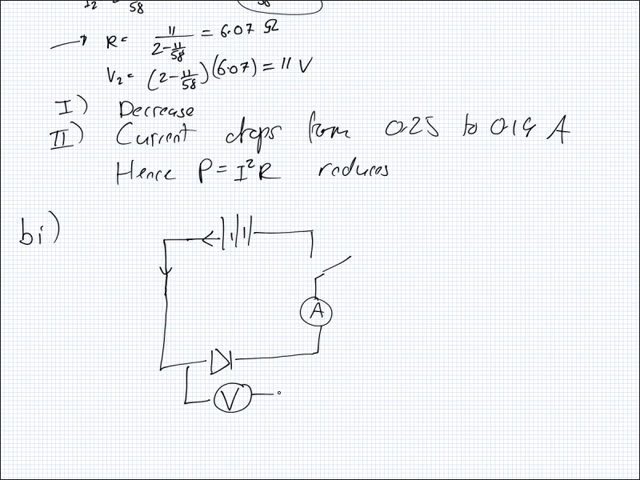 R = 11 / (2 - 11/58) = 6.07 Ω
V₂ = (2 - 11/58)(6.07) = 11 V
I) Decrease
II) Current drops from 0.25 to 0.19 A
Hence P = I²R reduces
bi)
A
V